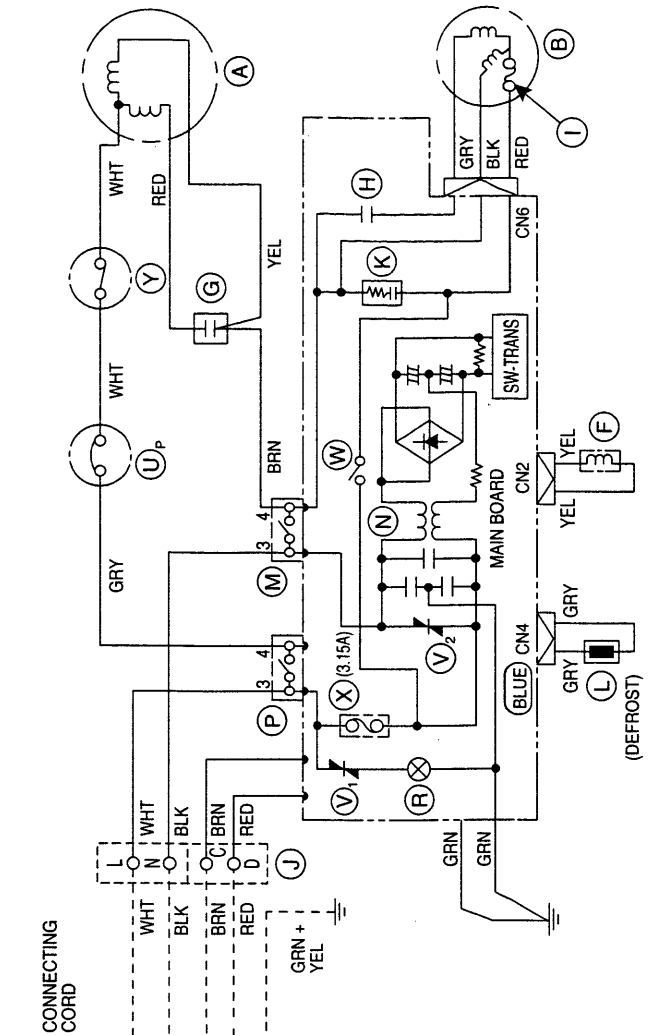 CONNECTING
CORD
WHT
BLK
BRN
RED
GRN +
YEL
L
N
C
D
J
WHT
BLK
BRN
RED
P
3
4
M
3
4
GRY
BRN
UP
WHT
Y
WHT
RED
G
YEL
A
V1
R
X
(3.15A)
V2
N
W
K
H
MAIN BOARD
SW-TRANS
GRN
GRN
BLUE
CN4
CN2
CN6
GRY
GRY
L
(DEFROST)
YEL
YEL
F
GRY
BLK
RED
B
I